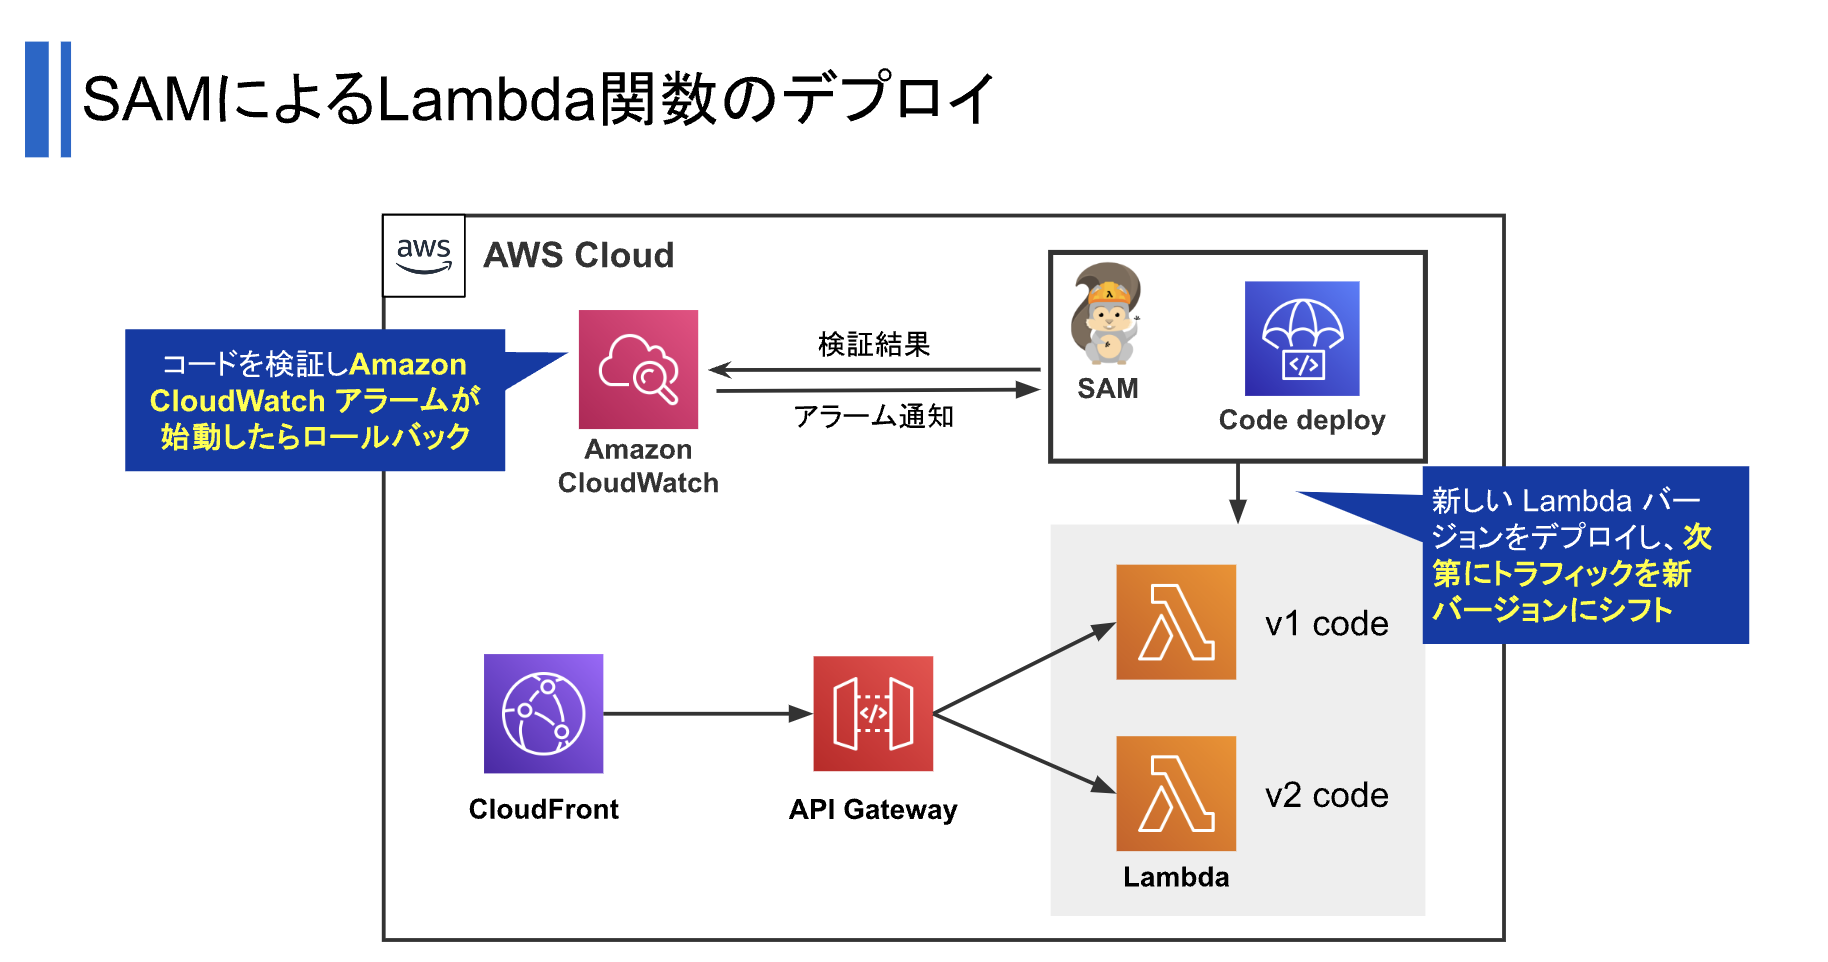 SAMによるLambda関数のデプロイ
aws
AWS Cloud
コードを検証しAmazon
CloudWatch アラームが
始動したらロールバック
Amazon
CloudWatch
検証結果
アラーム通知
λ
SAM
</>
Code deploy
新しい Lambda バー
ジョンをデプロイし、次
第にトラフィックを新
バージョンにシフト
CloudFront
</>
API Gateway
v1 code
v2 code
Lambda